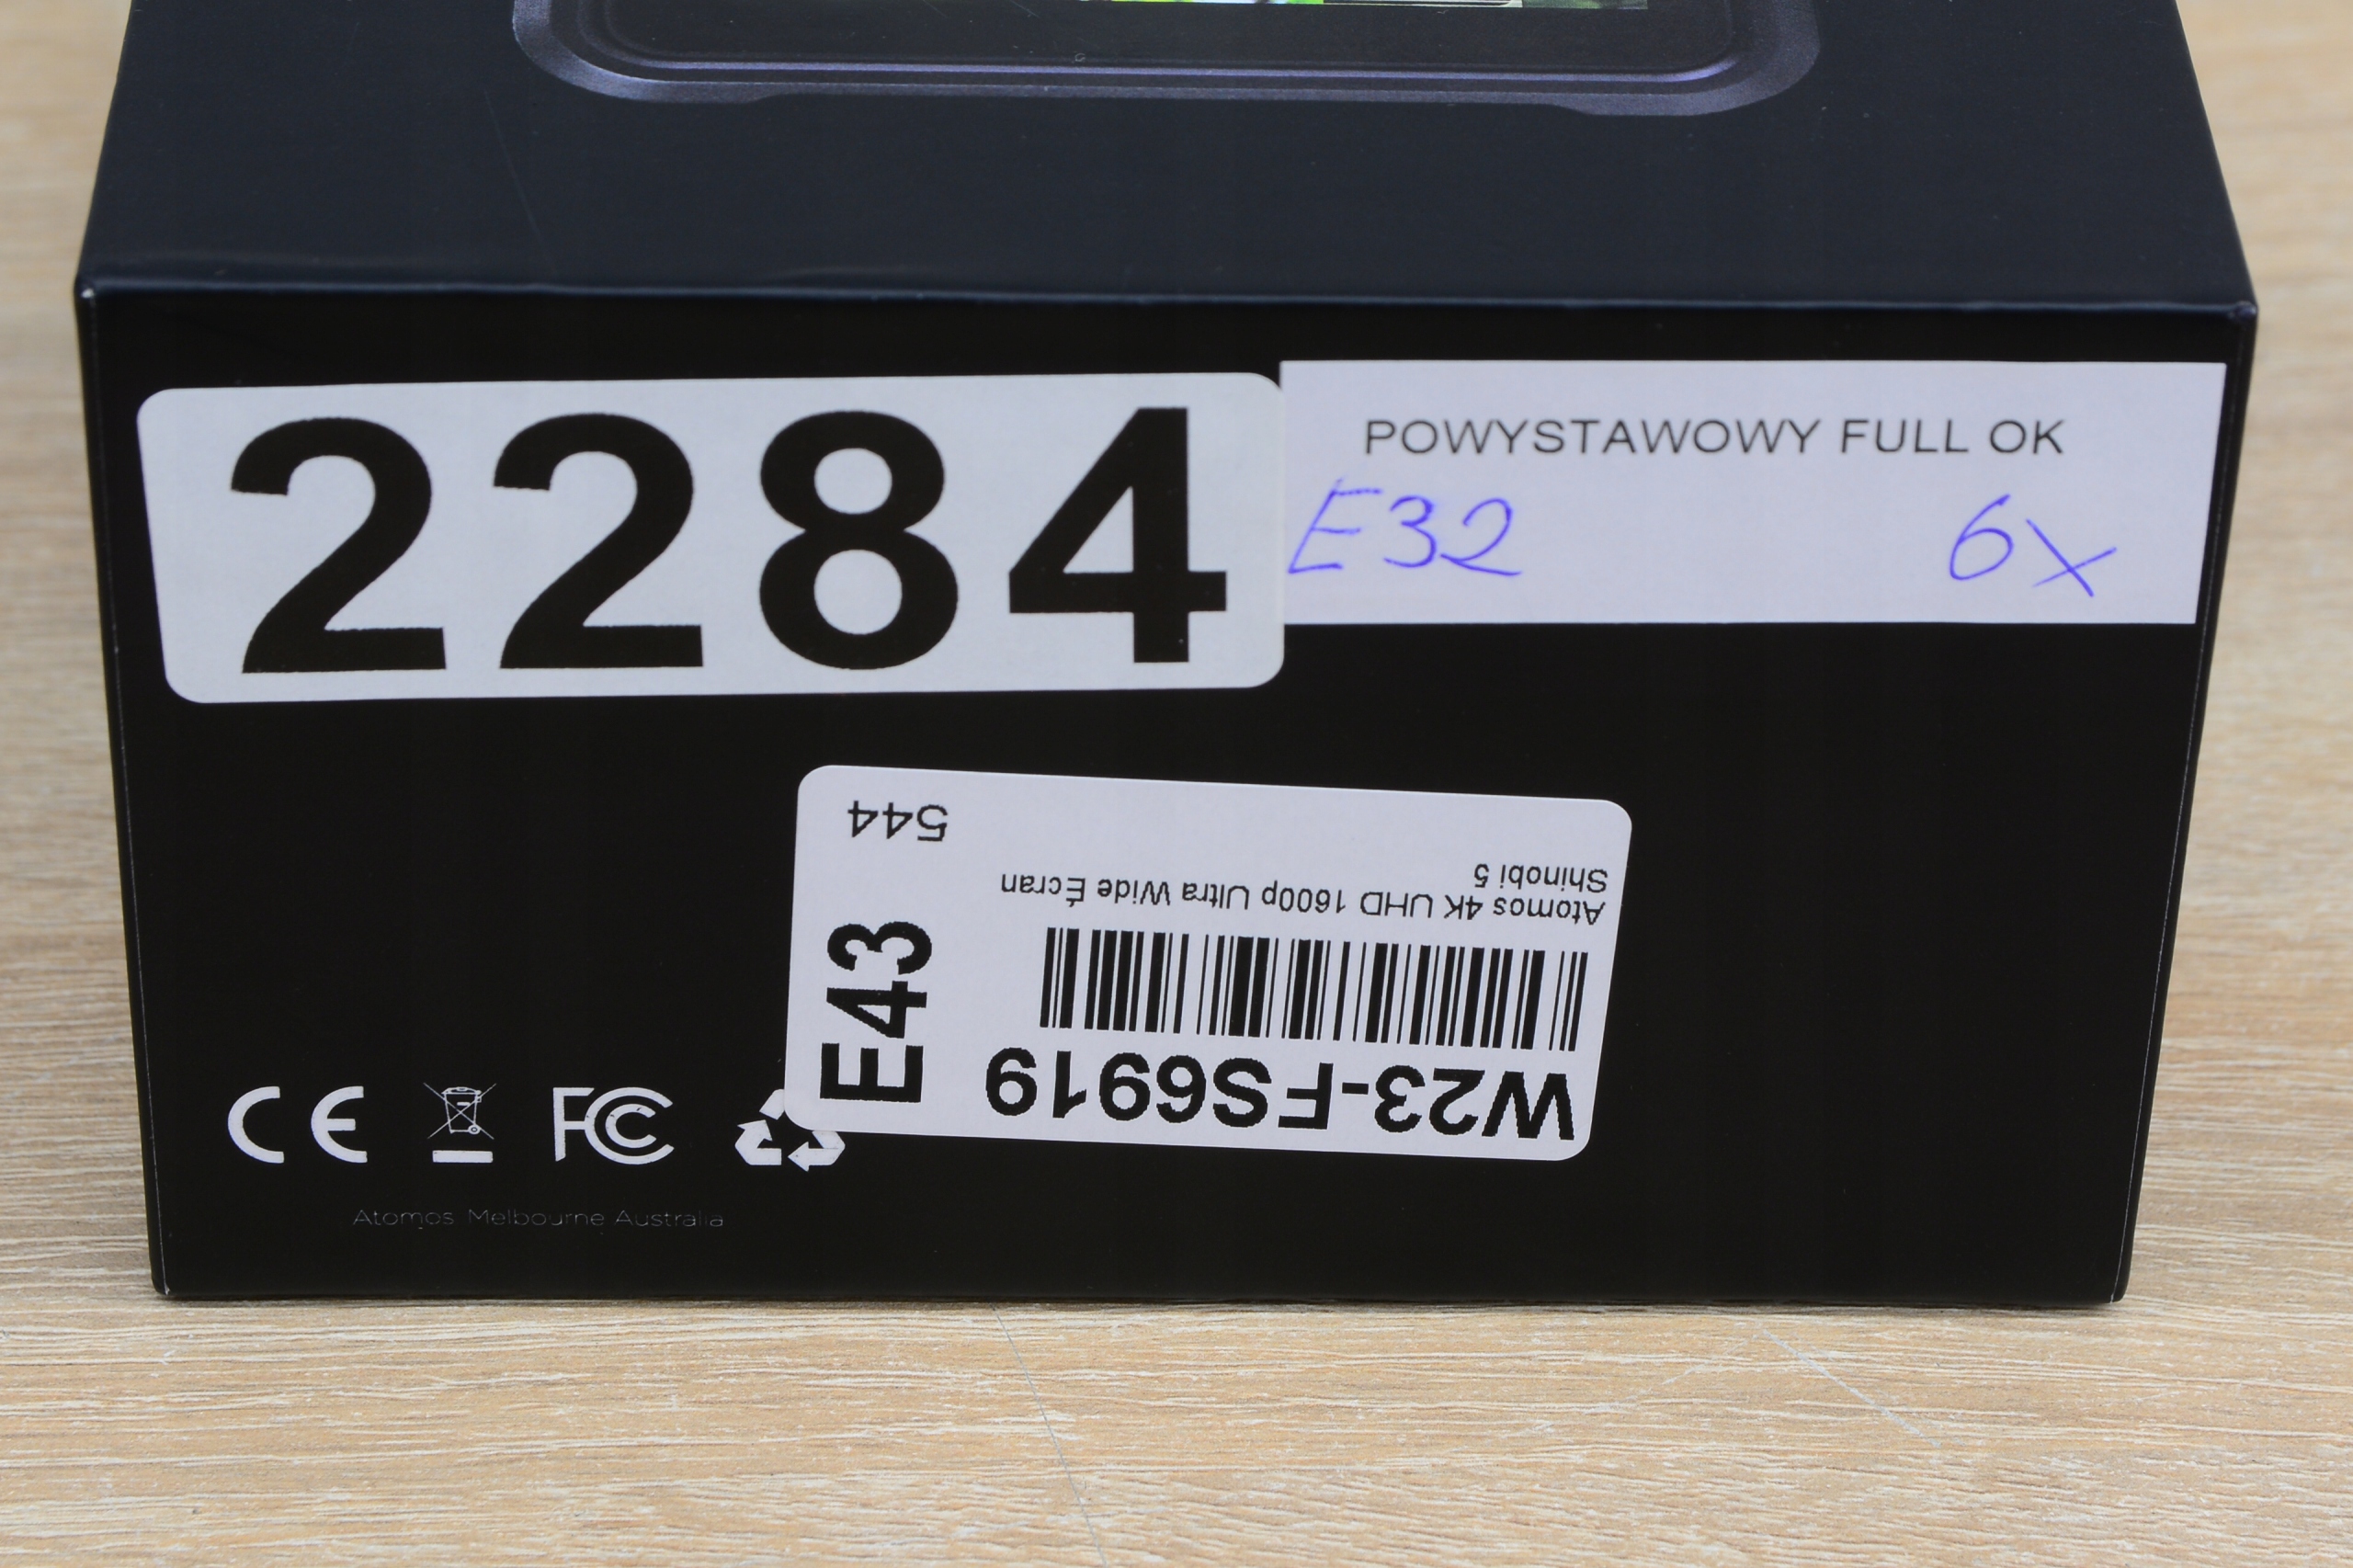 2284
POWYSTAWOWY FULL OK
E32 6x
W23-FS6919
Atomos 4K UHD 1600p Ultra Wide Écran
Shinobi 5
E43
544
CE FC
Atomos Melbourne Australia